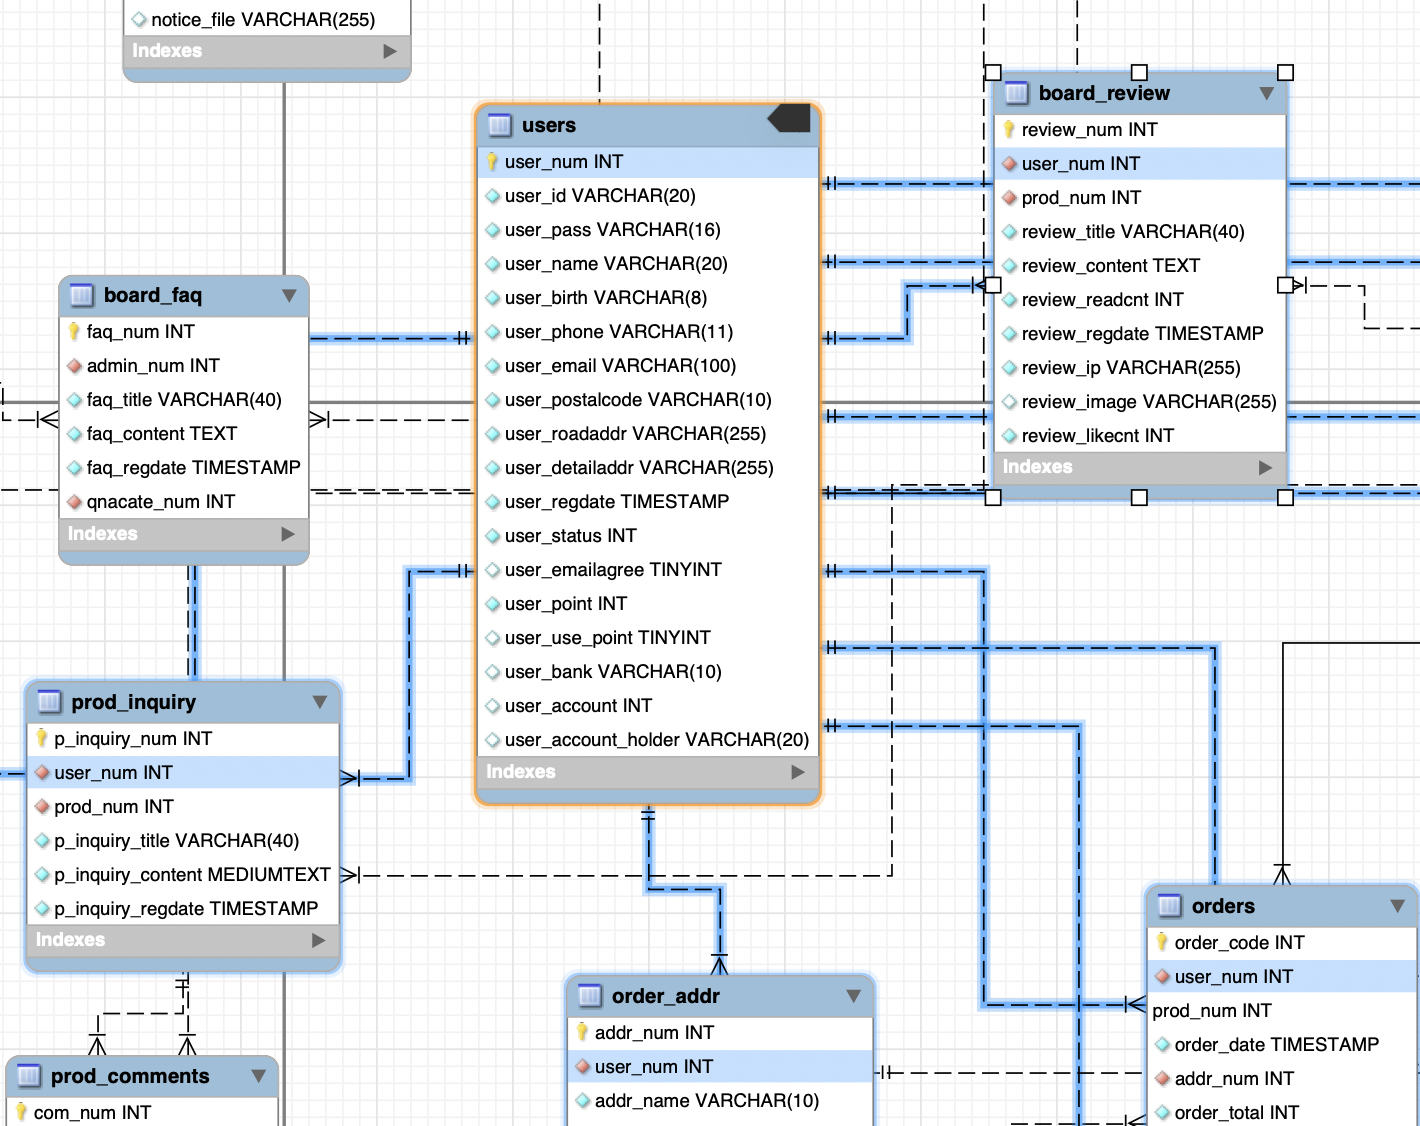 notice_file VARCHAR(255)
Indexes
users
user_num INT
user_id VARCHAR(20)
user_pass VARCHAR(16)
user_name VARCHAR(20)
user_birth VARCHAR(8)
user_phone VARCHAR(11)
user_email VARCHAR(100)
user_postalcode VARCHAR(10)
user_roadaddr VARCHAR(255)
user_detailaddr VARCHAR(255)
user_regdate TIMESTAMP
user_status INT
user_emailagree TINYINT
user_point INT
user_use_point TINYINT
user_bank VARCHAR(10)
user_account INT
user_account_holder VARCHAR(20)
Indexes
board_review
review_num INT
user_num INT
prod_num INT
review_title VARCHAR(40)
review_content TEXT
review_readcnt INT
review_regdate TIMESTAMP
review_ip VARCHAR(255)
review_image VARCHAR(255)
review_likecnt INT
Indexes
board_faq
faq_num INT
admin_num INT
faq_title VARCHAR(40)
faq_content TEXT
faq_regdate TIMESTAMP
qnacate_num INT
Indexes
prod_inquiry
p_inquiry_num INT
user_num INT
prod_num INT
p_inquiry_title VARCHAR(40)
p_inquiry_content MEDIUMTEXT
p_inquiry_regdate TIMESTAMP
Indexes
orders
order_code INT
user_num INT
prod_num INT
order_date TIMESTAMP
addr_num INT
order_total INT
order_addr
addr_num INT
user_num INT
addr_name VARCHAR(10)
prod_comments
com_num INT